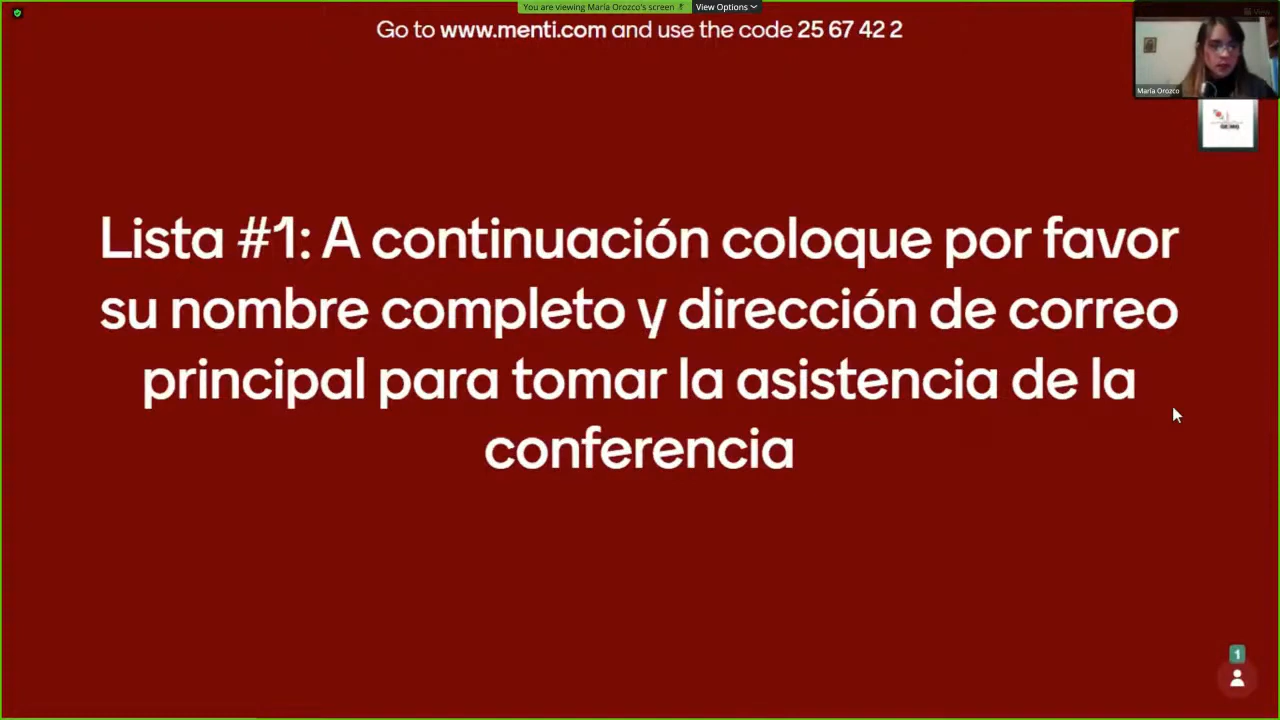 You are viewing María Orozco's screen
View Options
View
Go to www.menti.com and use the code 25 67 42 2
María Orozco
Lista #1: A continuación coloque por favor
su nombre completo y dirección de correo
principal para tomar la asistencia de la
conferencia
1